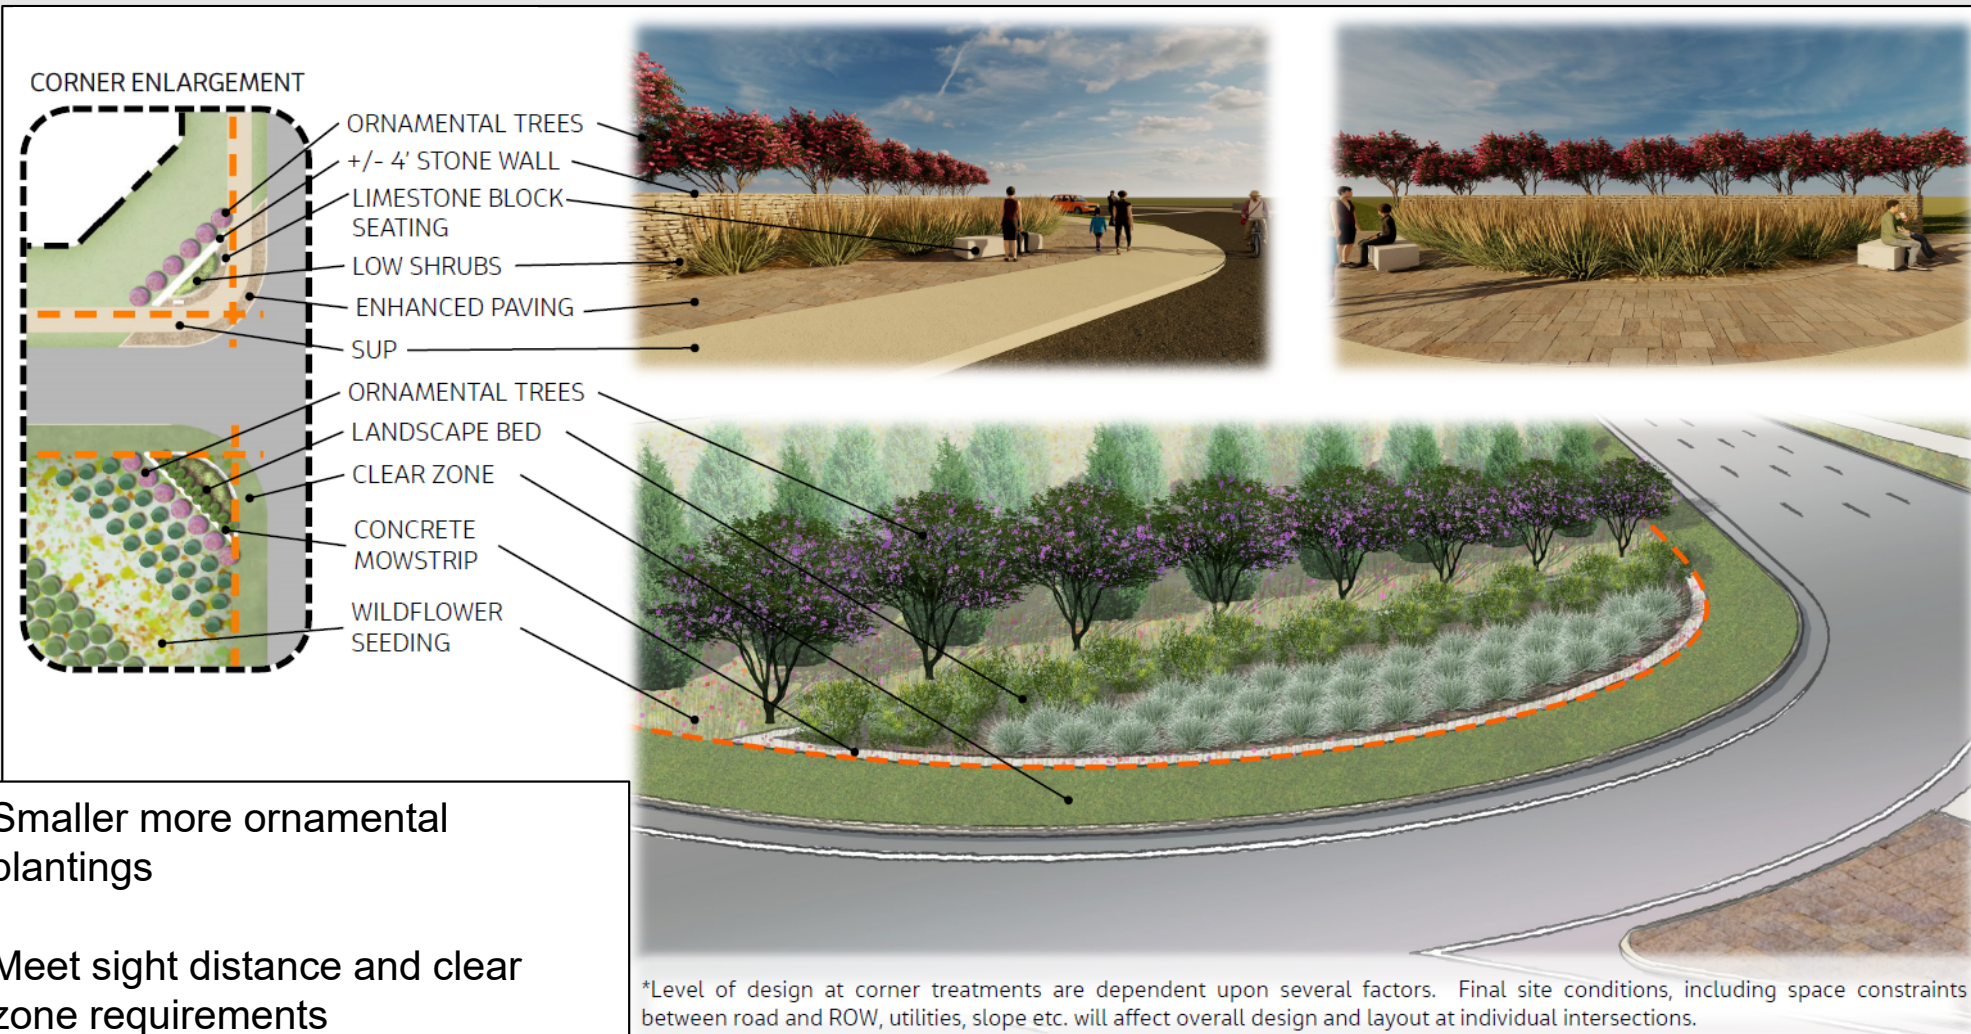 CORNER ENLARGEMENT
ORNAMENTAL TREES
+/- 4' STONE WALL
LIMESTONE BLOCK
SEATING
LOW SHRUBS
ENHANCED PAVING
SUP
ORNAMENTAL TREES
LANDSCAPE BED
CLEAR ZONE
CONCRETE
MOWSTRIP
WILDFLOWER
SEEDING
Smaller more ornamental
plantings
Meet sight distance and clear
zone requirements
*Level of design at corner treatments are dependent upon several factors. Final site conditions, including space constraints
between road and ROW, utilities, slope etc. will affect overall design and layout at individual intersections.